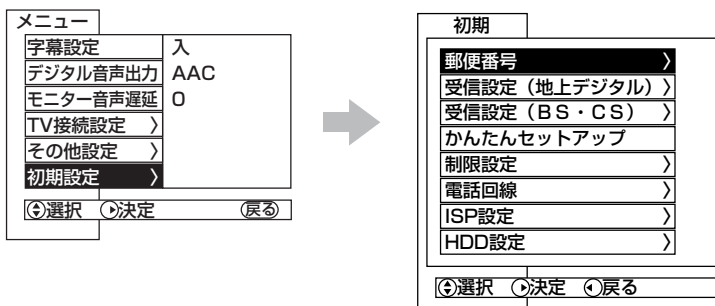 メニュー
字幕設定 入
デジタル音声出力 AAC
モニター音声遅延 0
TV接続設定 〉
その他設定 〉
初期設定 〉
選択 決定 戻る
初期
郵便番号 〉
受信設定（地上デジタル）〉
受信設定（BS・CS） 〉
かんたんセットアップ
制限設定 〉
電話回線 〉
ISP設定 〉
HDD設定 〉
選択 決定 戻る